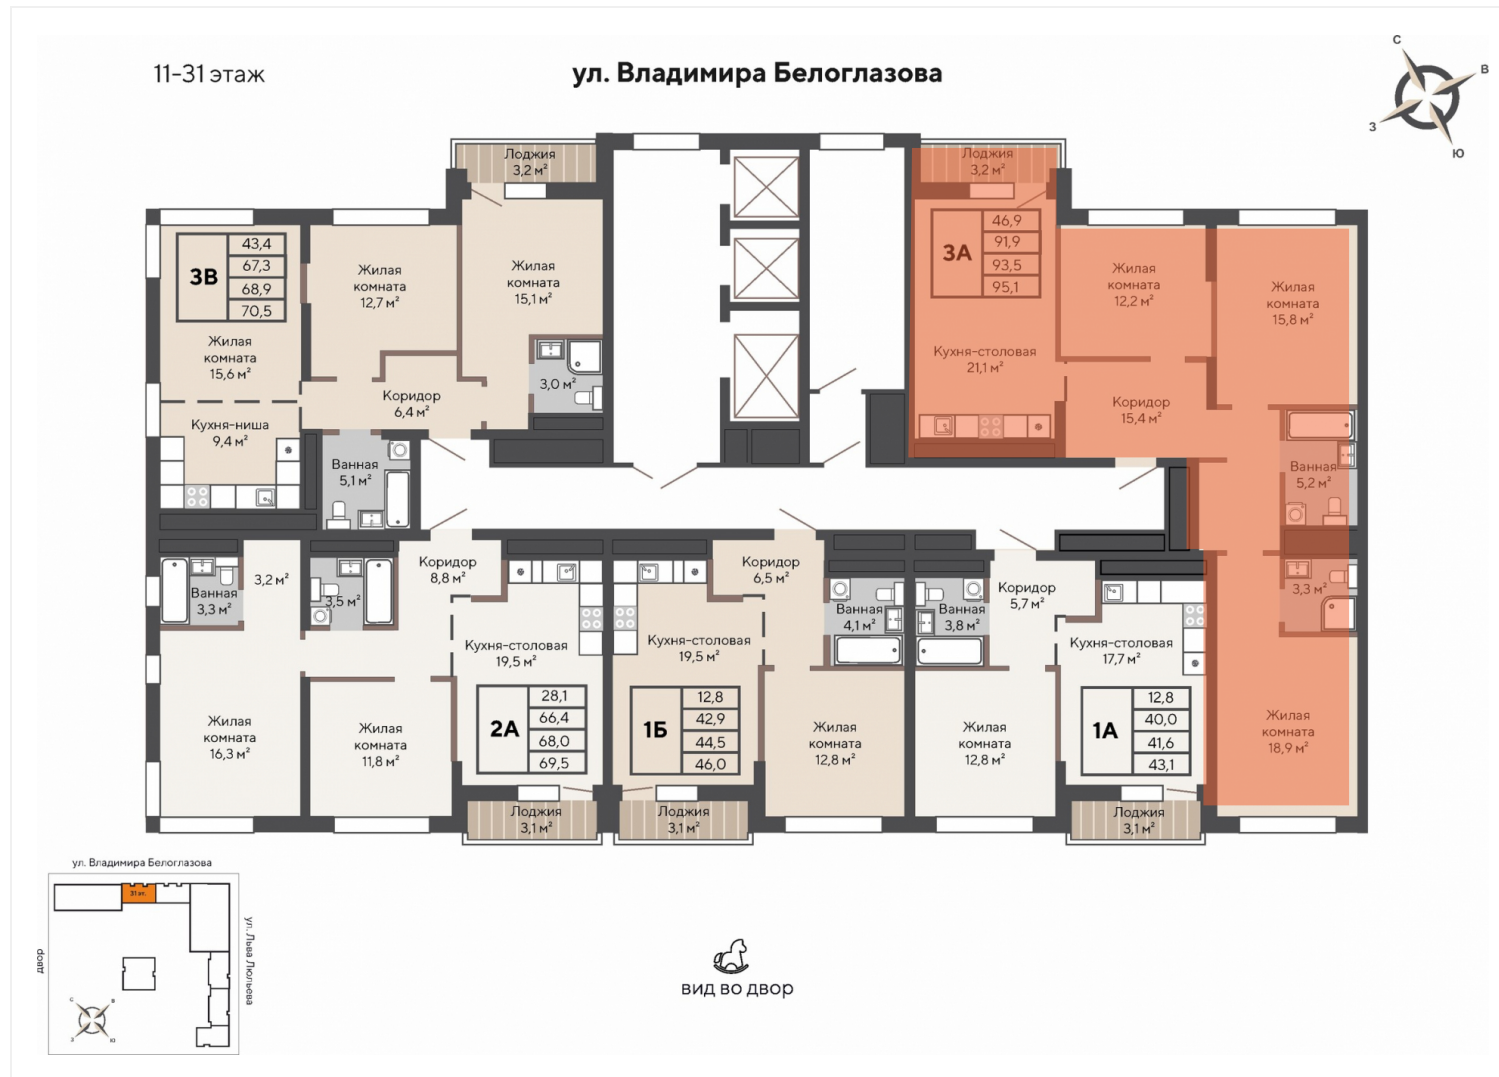 11-31 этаж
ул. Владимира Белоглазова
С
В
З
Ю
Лоджия
3,2 м²
Лоджия
3,2 м²
3В
43,4
67,3
68,9
70,5
Жилая
комната
15,6 м²
Кухня-ниша
9,4 м²
Жилая
комната
12,7 м²
Жилая
комната
15,1 м²
3,0 м²
Коридор
6,4 м²
Ванная
5,1 м²
3А
46,9
91,9
93,5
95,1
Кухня-столовая
21,1 м²
Жилая
комната
12,2 м²
Жилая
комната
15,8 м²
Коридор
15,4 м²
Ванная
5,2 м²
3,3 м²
Жилая
комната
18,9 м²
3,2 м²
Ванная
3,3 м²
3,5 м²
Коридор
8,8 м²
Кухня-столовая
19,5 м²
2А
28,1
66,4
68,0
69,5
Жилая
комната
16,3 м²
Жилая
комната
11,8 м²
Лоджия
3,1 м²
Коридор
6,5 м²
Кухня-столовая
19,5 м²
Ванная
4,1 м²
1Б
12,8
42,9
44,5
46,0
Жилая
комната
12,8 м²
Лоджия
3,1 м²
Ванная
3,8 м²
Коридор
5,7 м²
Кухня-столовая
17,7 м²
Жилая
комната
12,8 м²
1А
12,8
40,0
41,6
43,1
Лоджия
3,1 м²
ул. Владимира Белоглазова
31 эт.
двор
ул. Льва Люльева
С
В
З
Ю
вид во двор